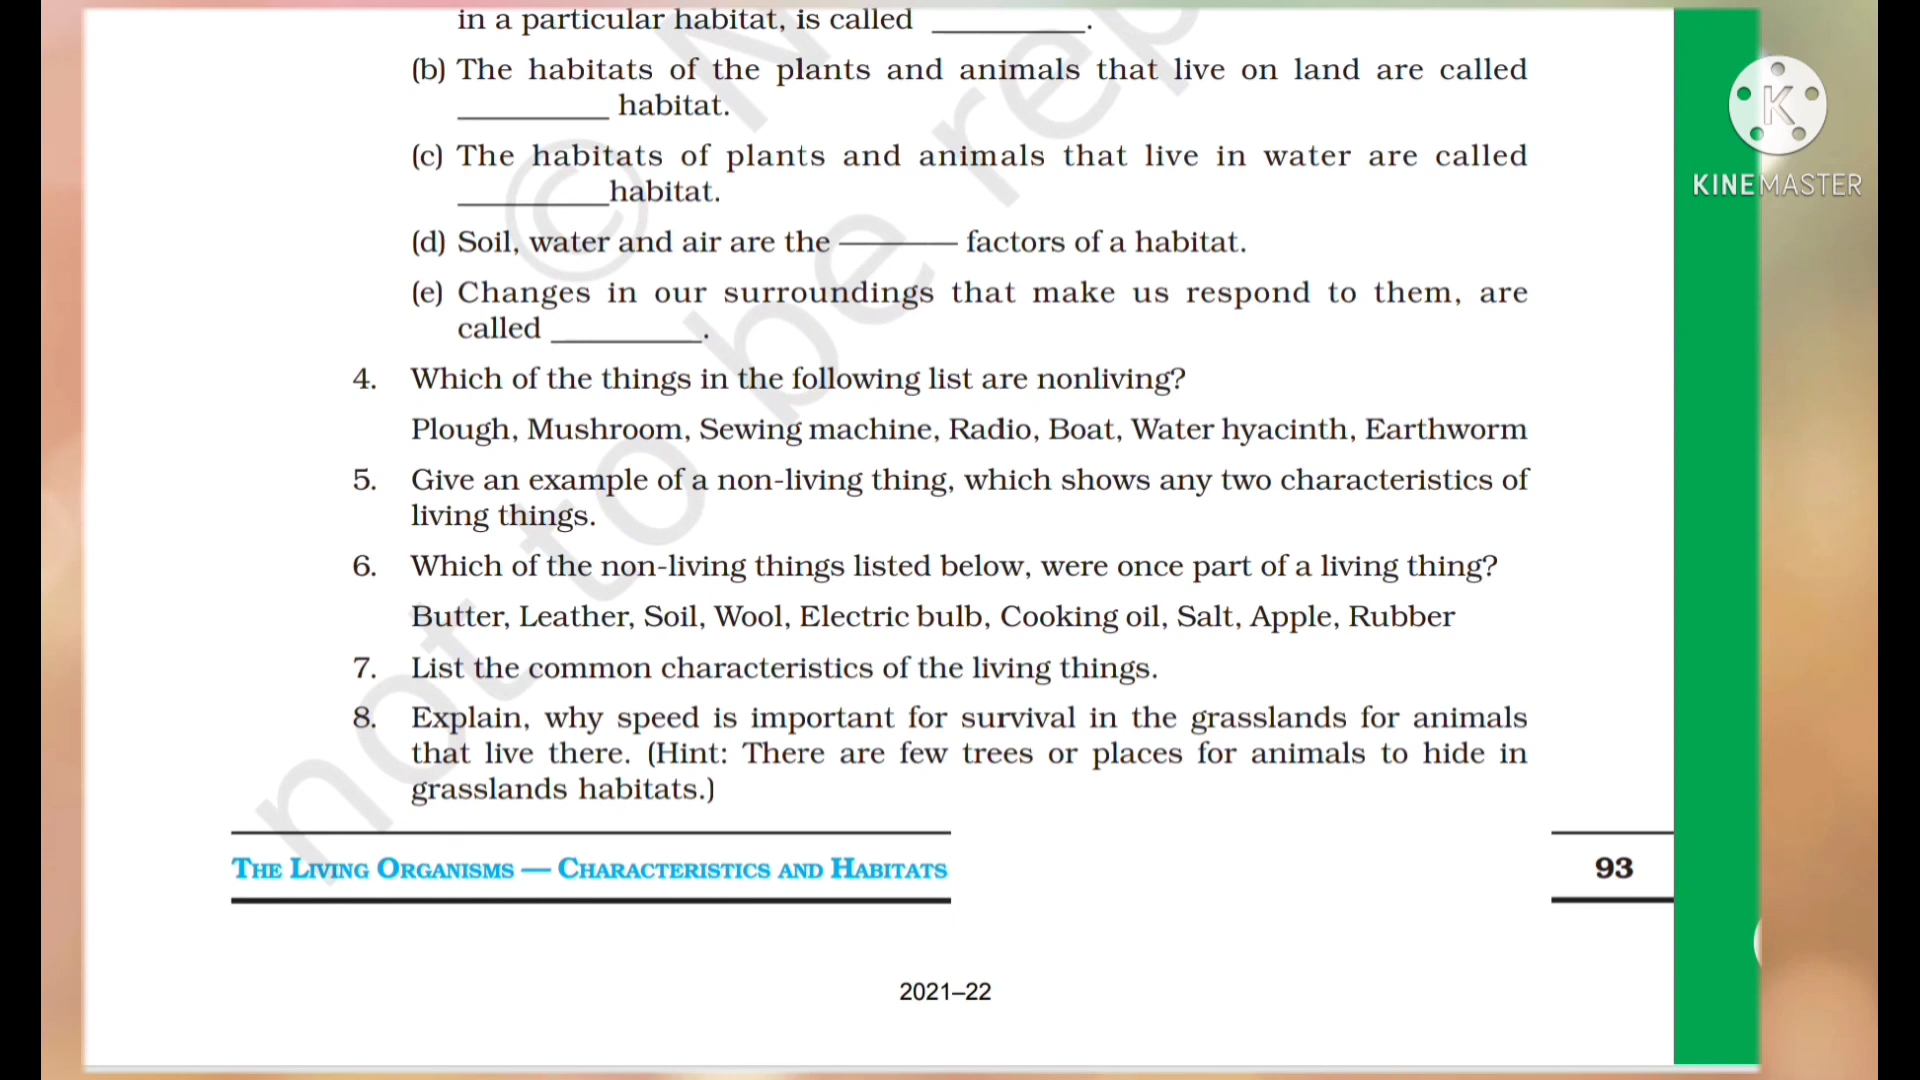 in a particular habitat, is called __________.
(b) The habitats of the plants and animals that live on land are called
__________ habitat.
(c) The habitats of plants and animals that live in water are called
__________habitat.
(d) Soil, water and air are the ———— factors of a habitat.
(e) Changes in our surroundings that make us respond to them, are
called __________.
4. Which of the things in the following list are nonliving?
Plough, Mushroom, Sewing machine, Radio, Boat, Water hyacinth, Earthworm
5. Give an example of a non-living thing, which shows any two characteristics of
living things.
6. Which of the non-living things listed below, were once part of a living thing?
Butter, Leather, Soil, Wool, Electric bulb, Cooking oil, Salt, Apple, Rubber
7. List the common characteristics of the living things.
8. Explain, why speed is important for survival in the grasslands for animals
that live there. (Hint: There are few trees or places for animals to hide in
grasslands habitats.)
THE LIVING ORGANISMS — CHARACTERISTICS AND HABITATS
93
2021–22
K
KINEMASTER
© N
not to be rep